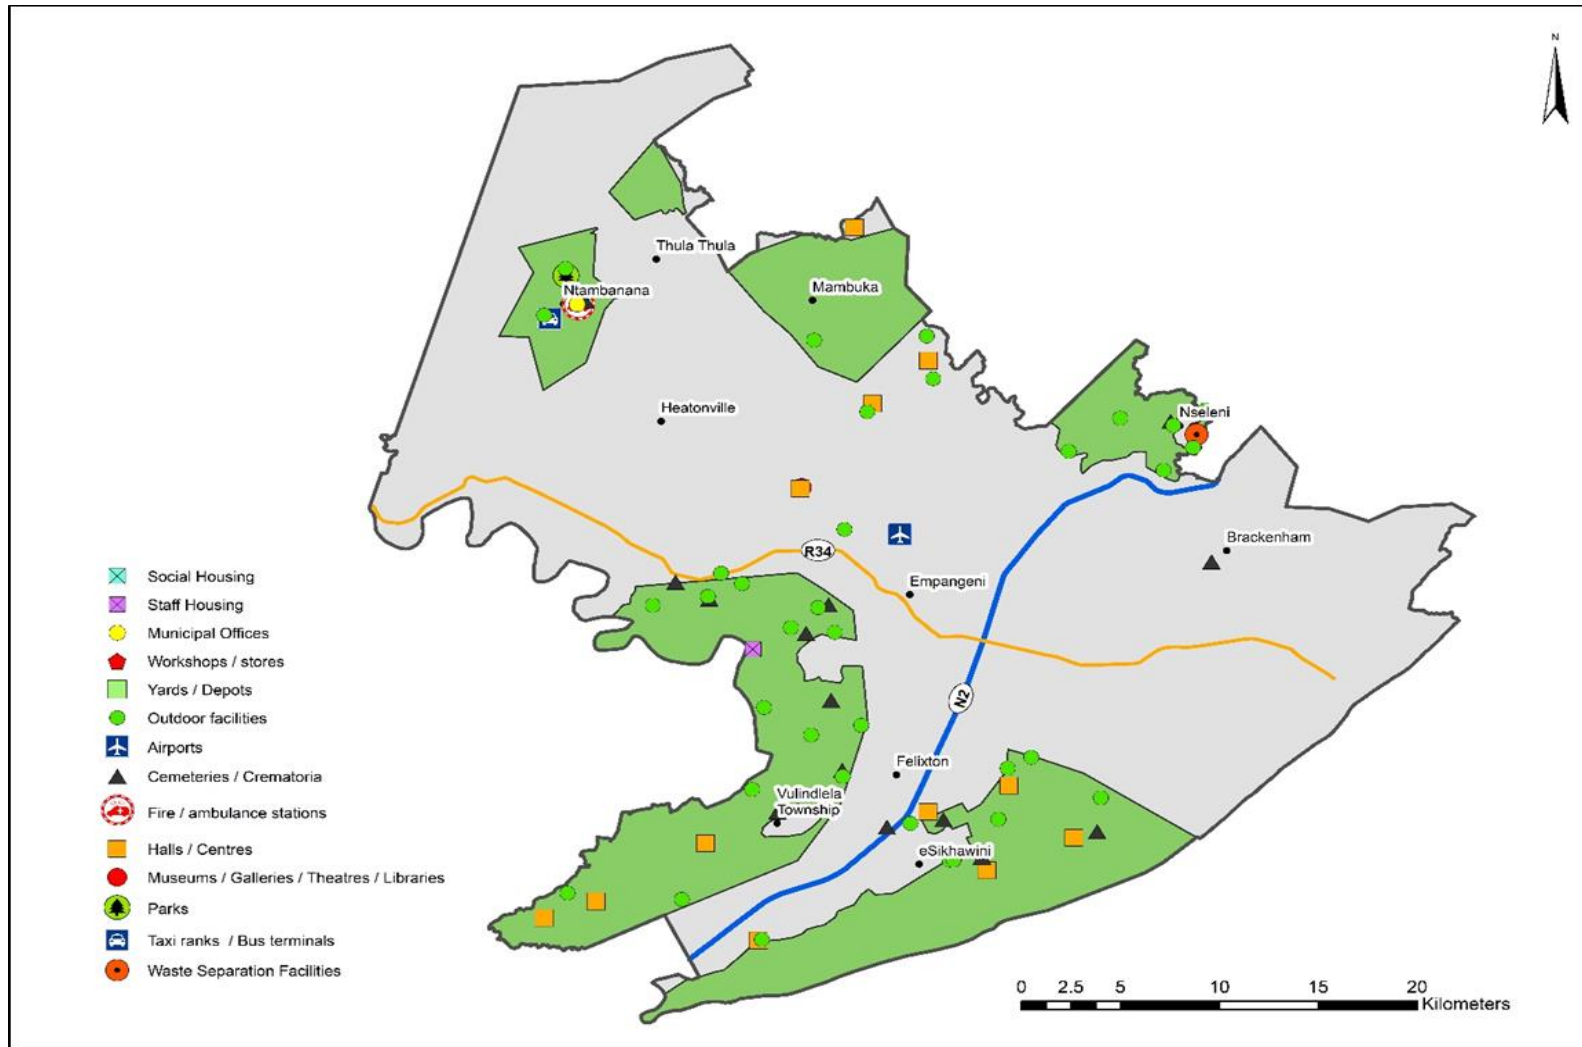 N
Thula Thula
Mambuka
Ntambanana
Heatonville
Nseleni
Brackenham
R34
Empangeni
N2
Felixton
Vulindlela
Township
eSikhawini
Social Housing
Staff Housing
Municipal Offices
Workshops / stores
Yards / Depots
Outdoor facilities
Airports
Cemeteries / Crematoria
Fire / ambulance stations
Halls / Centres
Museums / Galleries / Theatres / Libraries
Parks
Taxi ranks / Bus terminals
Waste Separation Facilities
0 2.5 5 10 15 20
Kilometers